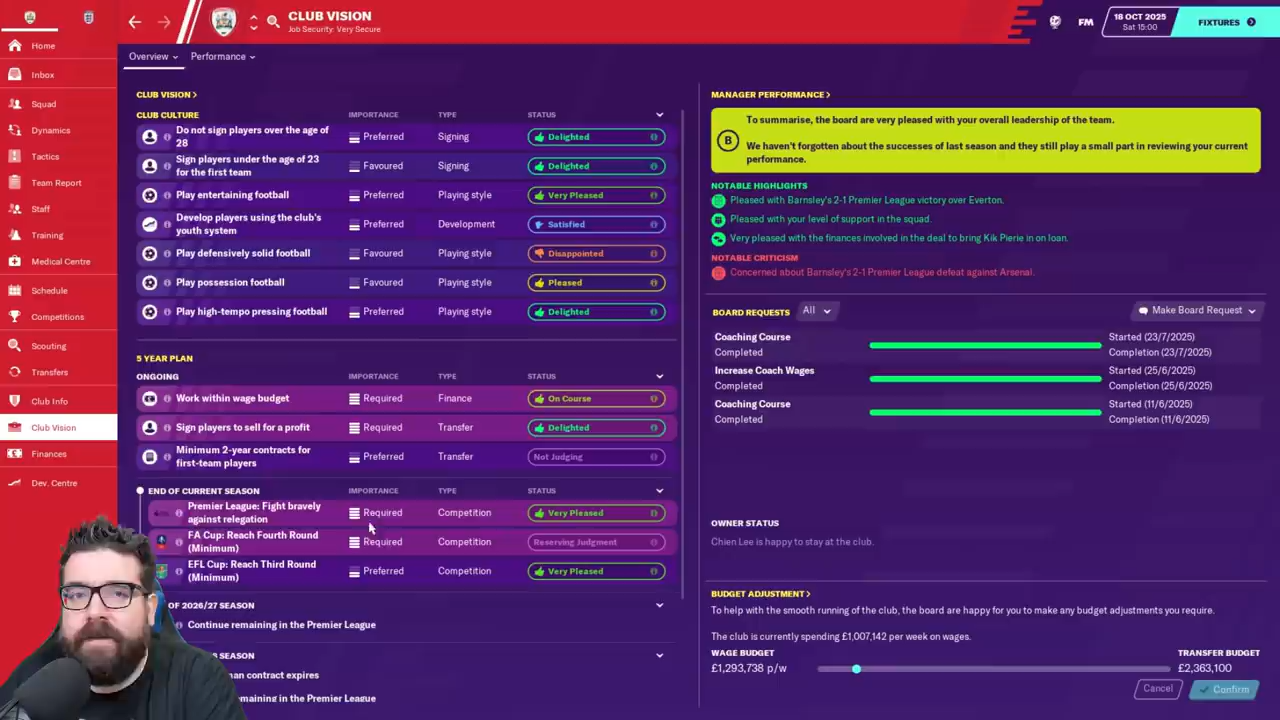 CLUB VISION
Job Security: Very Secure
FM
18 OCT 2025
Sat 15:00
FIXTURES
Home
Inbox
Squad
Dynamics
Tactics
Team Report
Staff
Training
Medical Centre
Schedule
Competitions
Scouting
Transfers
Club Info
Club Vision
Finances
Dev. Centre
Overview
Performance
CLUB VISION >
CLUB CULTURE IMPORTANCE TYPE STATUS
Do not sign players over the age of
28
Preferred Signing Delighted
Sign players under the age of 23
for the first team
Favoured Signing Delighted
Play entertaining football Preferred Playing style Very Pleased
Develop players using the club's
youth system
Preferred Development Satisfied
Play defensively solid football Favoured Playing style Disappointed
Play possession football Favoured Playing style Pleased
Play high-tempo pressing football Preferred Playing style Delighted
5 YEAR PLAN
ONGOING IMPORTANCE TYPE STATUS
Work within wage budget Required Finance On Course
Sign players to sell for a profit Required Transfer Delighted
Minimum 2-year contracts for
first-team players
Preferred Transfer Not Judging
END OF CURRENT SEASON IMPORTANCE TYPE STATUS
Premier League: Fight bravely
against relegation
Required Competition Very Pleased
FA Cup: Reach Fourth Round
(Minimum)
Required Competition Reserving Judgment
EFL Cup: Reach Third Round
(Minimum)
Preferred Competition Very Pleased
OF 2026/27 SEASON
Continue remaining in the Premier League
SEASON
contract expires
remaining in the Premier League
MANAGER PERFORMANCE >
B
To summarise, the board are very pleased with your overall leadership of the team.
We haven't forgotten about the successes of last season and they still play a small part in reviewing your current
performance.
NOTABLE HIGHLIGHTS
Pleased with Barnsley's 2-1 Premier League victory over Everton.
Pleased with your level of support in the squad.
Very pleased with the finances involved in the deal to bring Kik Pierie in on loan.
NOTABLE CRITICISM
Concerned about Barnsley's 2-1 Premier League defeat against Arsenal.
BOARD REQUESTS All Make Board Request
Coaching Course Started (23/7/2025)
Completed Completion (23/7/2025)
Increase Coach Wages Started (25/6/2025)
Completed Completion (25/6/2025)
Coaching Course Started (11/6/2025)
Completed Completion (11/6/2025)
OWNER STATUS
Chien Lee is happy to stay at the club.
BUDGET ADJUSTMENT >
To help with the smooth running of the club, the board are happy for you to make any budget adjustments you require.
The club is currently spending £1,007,142 per week on wages.
WAGE BUDGET TRANSFER BUDGET
£1,293,738 p/w £2,363,100
Cancel Confirm